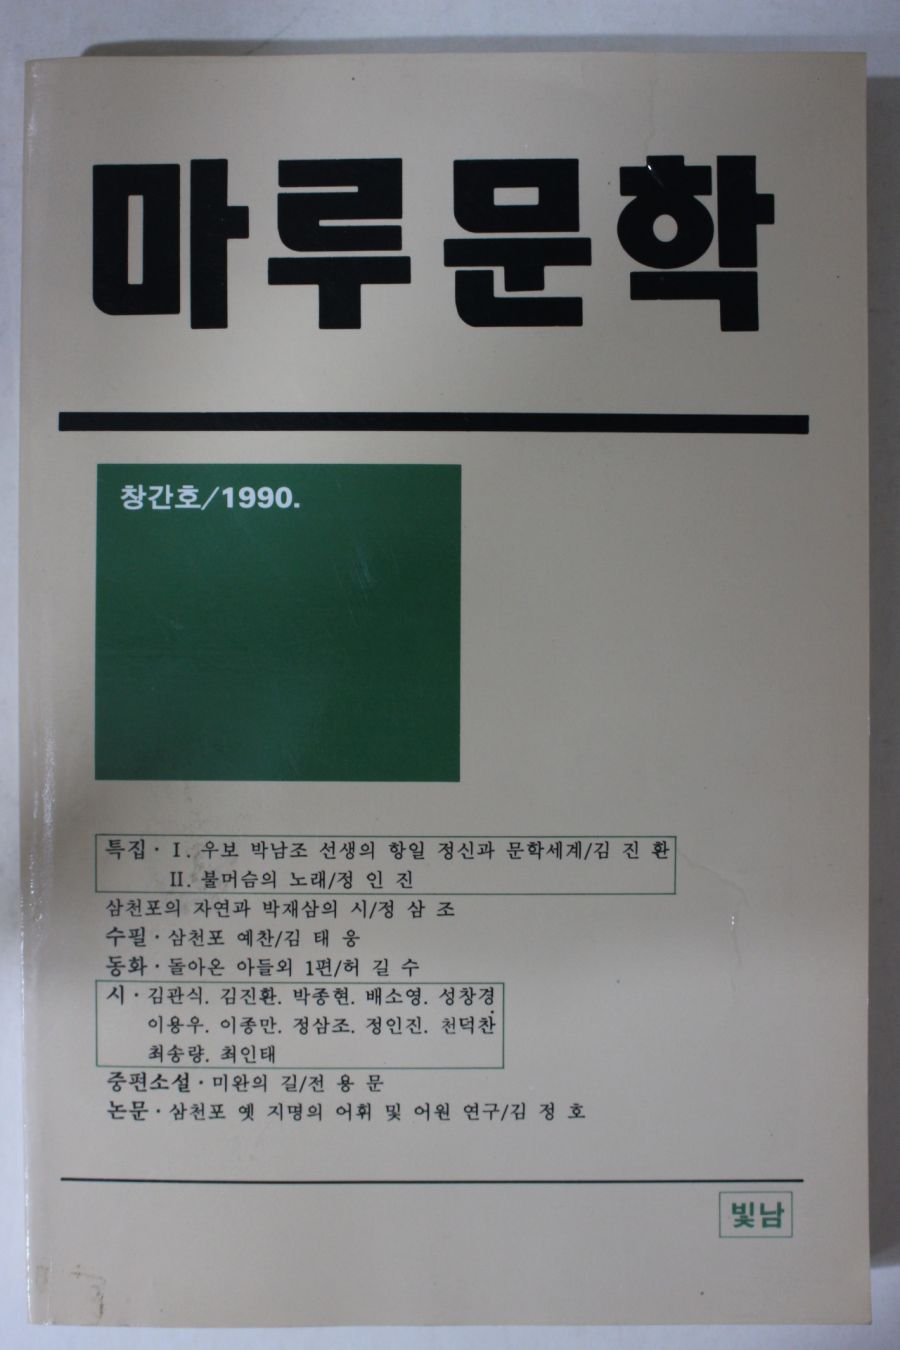 마루문학
창간호/1990.
특집 · I. 우보 박남조 선생의 항일 정신과 문학세계/김 진 환
II. 불머슴의 노래/정 인 진
삼천포의 자연과 박재삼의 시/정 삼 조
수필 · 삼천포 예찬/김 태 웅
동화 · 돌아온 아들외 1편/허 길 수
시 · 김관식. 김진환. 박종현. 배소영. 성창경.
이용우. 이종만. 정삼조. 정인진. 천덕찬
최송량. 최인태
중편소설 · 미완의 길/전 용 문
논문 · 삼천포 옛 지명의 어휘 및 어원 연구/김 정 호
빛남